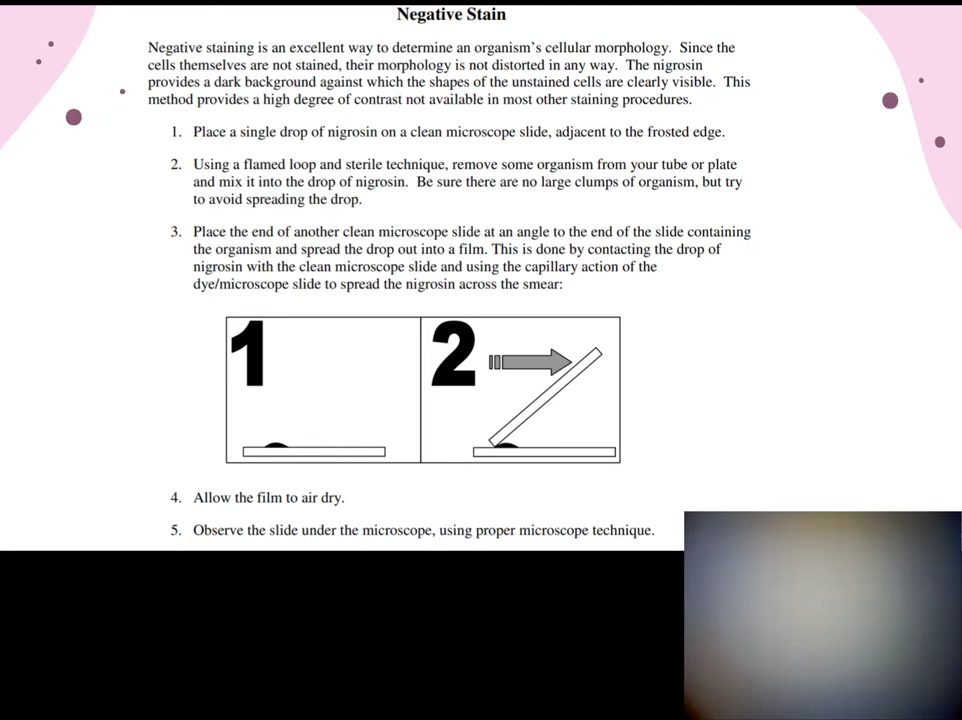 Negative Stain
Negative staining is an excellent way to determine an organism's cellular morphology. Since the
cells themselves are not stained, their morphology is not distorted in any way. The nigrosin
provides a dark background against which the shapes of the unstained cells are clearly visible. This
method provides a high degree of contrast not available in most other staining procedures.
1. Place a single drop of nigrosin on a clean microscope slide, adjacent to the frosted edge.
2. Using a flamed loop and sterile technique, remove some organism from your tube or plate
and mix it into the drop of nigrosin. Be sure there are no large clumps of organism, but try
to avoid spreading the drop.
3. Place the end of another clean microscope slide at an angle to the end of the slide containing
the organism and spread the drop out into a film. This is done by contacting the drop of
nigrosin with the clean microscope slide and using the capillary action of the
dye/microscope slide to spread the nigrosin across the smear:
1
2
4. Allow the film to air dry.
5. Observe the slide under the microscope, using proper microscope technique.